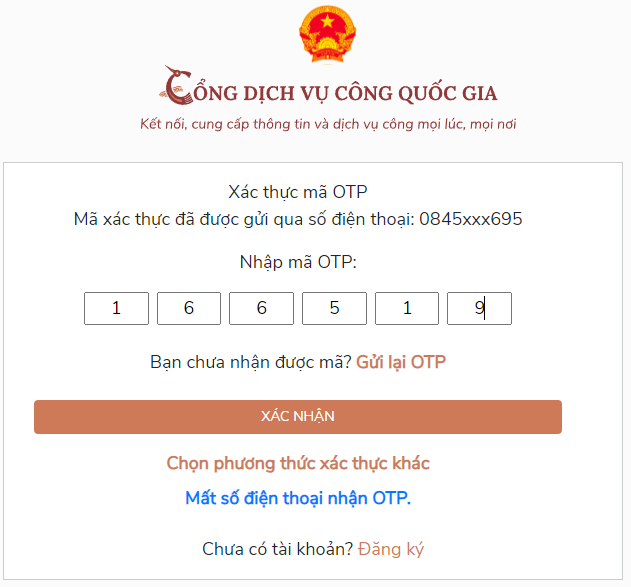 CỔNG DỊCH VỤ CÔNG QUỐC GIA
Kết nối, cung cấp thông tin và dịch vụ công mọi lúc, mọi nơi
Xác thực mã OTP
Mã xác thực đã được gửi qua số điện thoại: 0845xxx695
Nhập mã OTP:
1 6 6 5 1 9
Bạn chưa nhận được mã? Gửi lại OTP
XÁC NHẬN
Chọn phương thức xác thực khác
Mất số điện thoại nhận OTP.
Chưa có tài khoản? Đăng ký